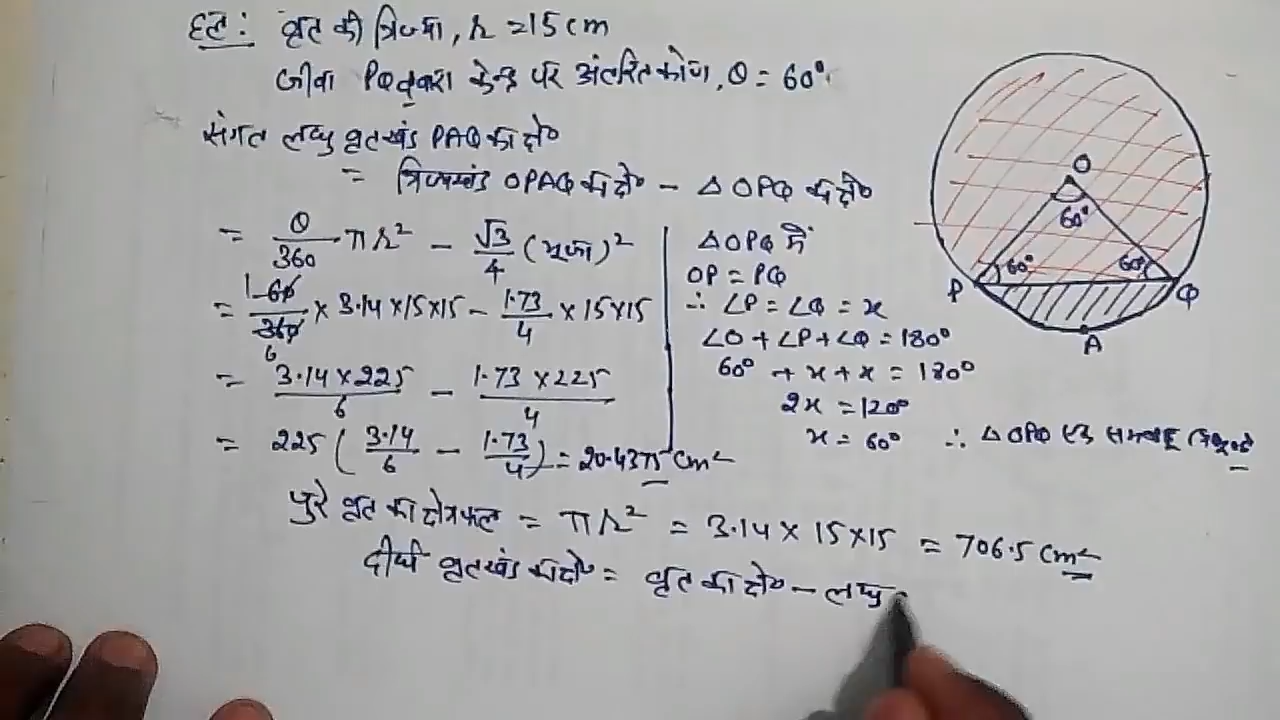 हल: वृत की त्रिज्या, r = 15 cm
जीवा PQ द्वारा केन्द्र पर अंतरित कोण, θ = 60°
संगत लघु वृतखंड PAQ का क्षे०
= त्रिज्यखंड OPAQ का क्षे० - △OPQ का क्षे०
= θ/360 πr² - √3/4 (भूजा)²
= 1 60/360 6 × 3.14 × 15 × 15 - 1.73/4 × 15 × 15
= 3.14 × 225/6 - 1.73 × 225/4
= 225 (3.14/6 - 1.73/4) = 20.4375 cm²
△OPQ में
OP = PQ
∴ ∠P = ∠Q = x
∠O + ∠P + ∠Q = 180°
60° + x + x = 180°
2x = 120°
x = 60° ∴ △OPQ एक समबाहू त्रिभूज है
पुरे वृत का क्षेत्रफल = πr² = 3.14 × 15 × 15 = 706.5 cm²
दीर्घ वृतखंड का क्षे० = वृत का क्षे० - लघु
O
60°
60° 60°
P Q
A